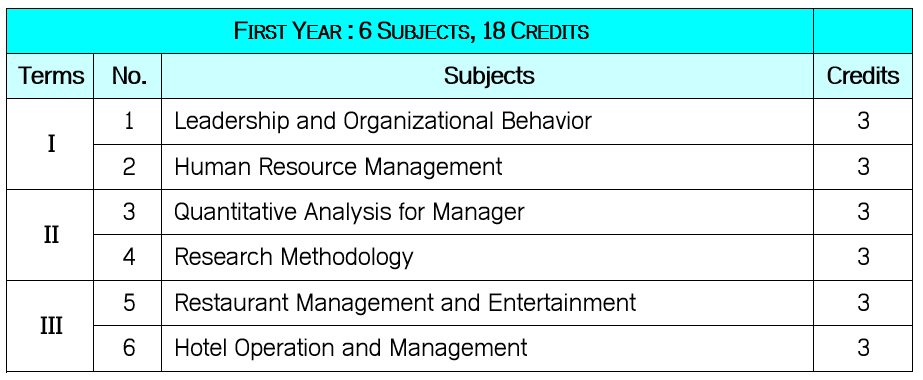 FIRST YEAR : 6 SUBJECTS, 18 CREDITS
Terms No. Subjects Credits
I
1 Leadership and Organizational Behavior 3
2 Human Resource Management 3
II
3 Quantitative Analysis for Manager 3
4 Research Methodology 3
III
5 Restaurant Management and Entertainment 3
6 Hotel Operation and Management 3